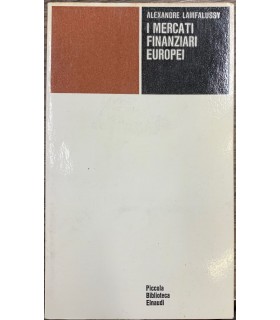 ALEXANDRE LAMFALUSSY
I MERCATI
FINANZIARI
EUROPEI
Piccola
Biblioteca
Einaudi